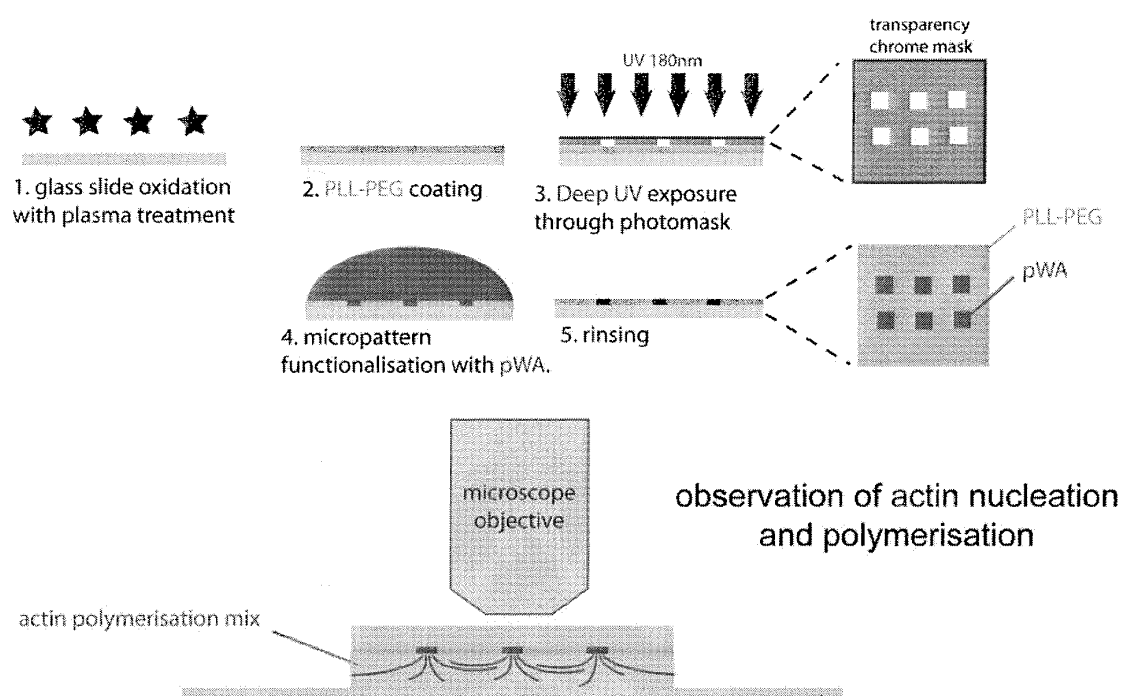 transparency
chrome mask
UV 180nm
1. glass slide oxidation
with plasma treatment
2. PLL-PEG coating
3. Deep UV exposure
through photomask
PLL-PEG
pWA
4. micropattern
functionalisation with pWA.
5. rinsing
microscope
objective
observation of actin nucleation
and polymerisation
actin polymerisation mix